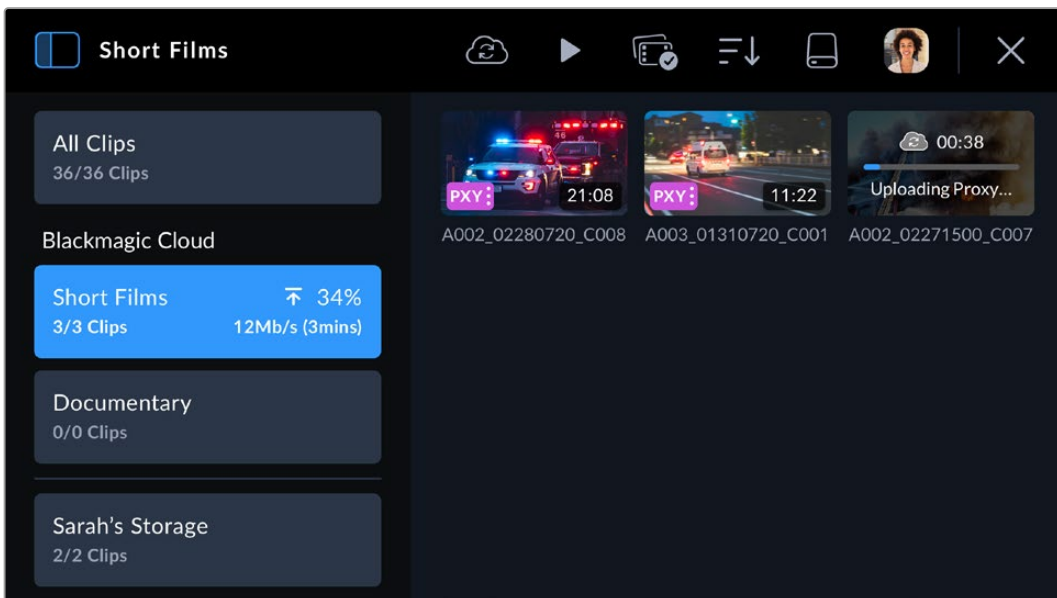 Short Films
All Clips
36/36 Clips
Blackmagic Cloud
Short Films 34%
3/3 Clips 12Mb/s (3mins)
Documentary
0/0 Clips
Sarah's Storage
2/2 Clips
46
PXY 21:08
A002_02280720_C008
PXY 11:22
A003_01310720_C001
00:38
Uploading Proxy...
A002_02271500_C007